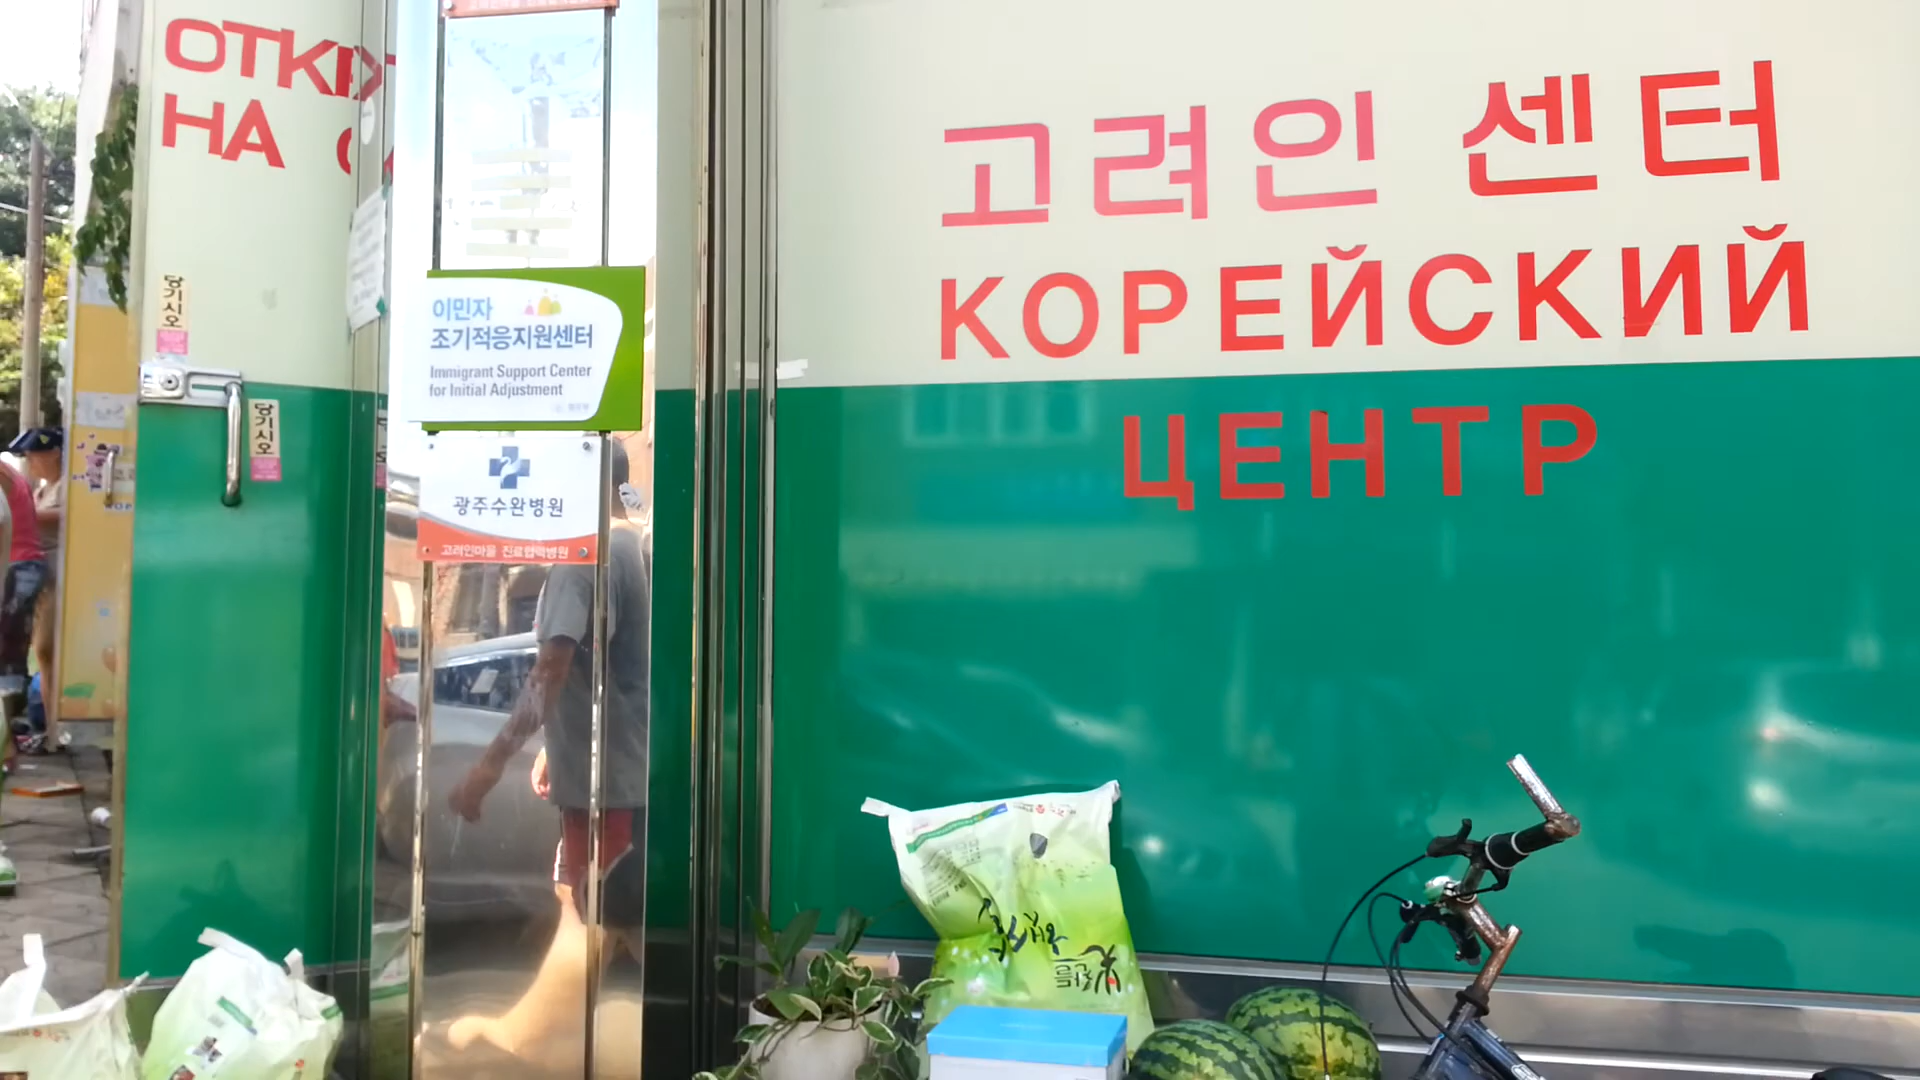 НА
당기시오
당기시오
이민자
조기적응지원센터
Immigrant Support Center
for Initial Adjustment
광주수완병원
고려인마을 진료협력병원
고려인 센터
КОРЕЙСКИЙ
ЦЕНТР